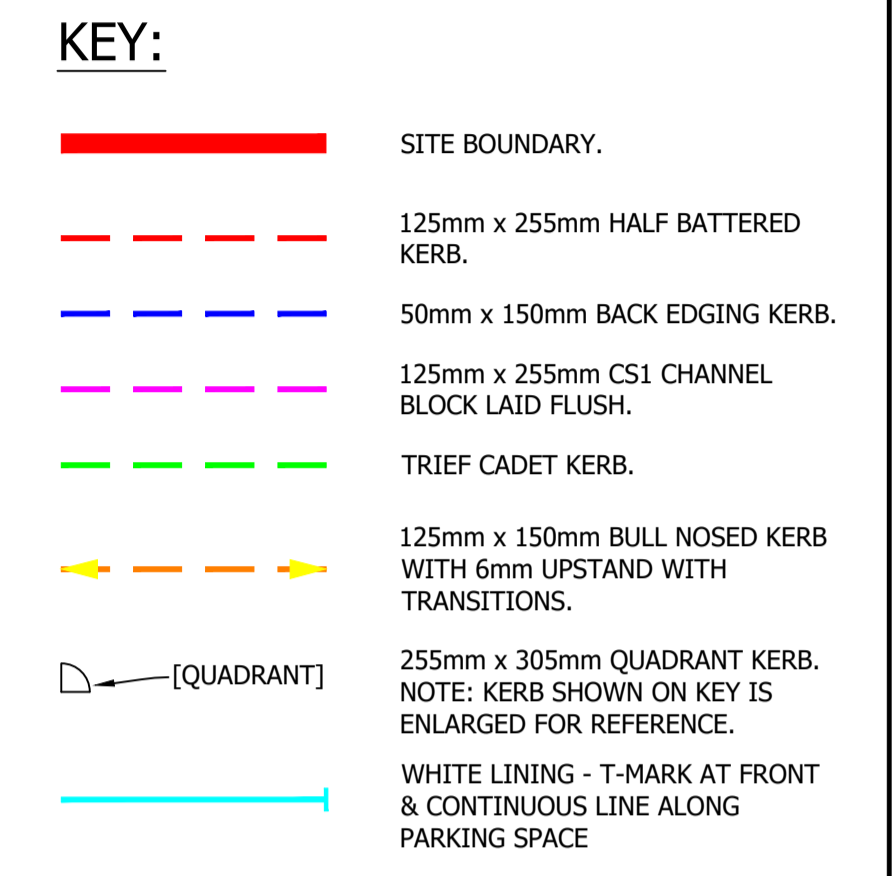 KEY:
SITE BOUNDARY.
125mm x 255mm HALF BATTERED
KERB.
50mm x 150mm BACK EDGING KERB.
125mm x 255mm CS1 CHANNEL
BLOCK LAID FLUSH.
TRIEF CADET KERB.
125mm x 150mm BULL NOSED KERB
WITH 6mm UPSTAND WITH
TRANSITIONS.
[QUADRANT]
255mm x 305mm QUADRANT KERB.
NOTE: KERB SHOWN ON KEY IS
ENLARGED FOR REFERENCE.
WHITE LINING - T-MARK AT FRONT
& CONTINUOUS LINE ALONG
PARKING SPACE